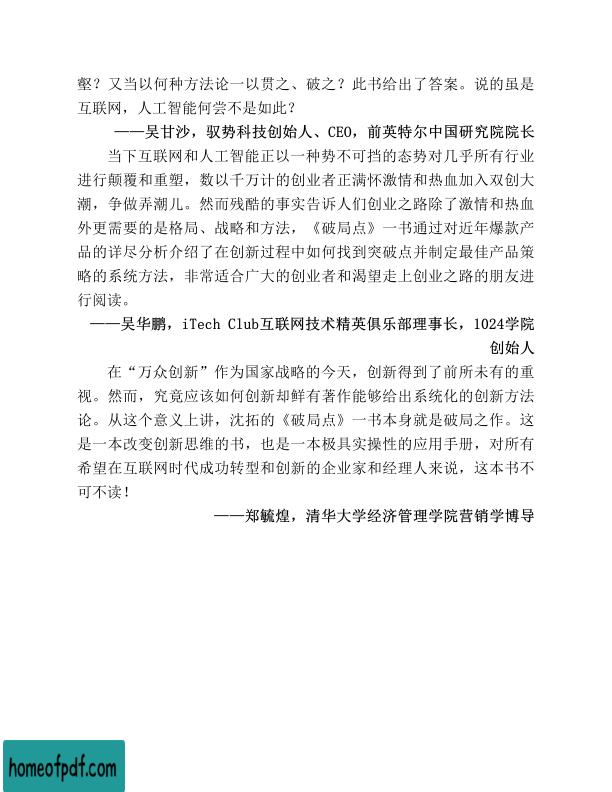 壑？又当以何种方法论一以贯之、破之？此书给出了答案。说的虽是
互联网，人工智能何尝不是如此？
——吴甘沙，驭势科技创始人、CEO，前英特尔中国研究院院长
当下互联网和人工智能正以一种势不可挡的态势对几乎所有行业
进行颠覆和重塑，数以千万计的创业者正满怀激情和热血加入双创大
潮，争做弄潮儿。然而残酷的事实告诉人们创业之路除了激情和热血
外更需要的是格局、战略和方法，《破局点》一书通过对近年爆款产
品的详尽分析介绍了在创新过程中如何找到突破点并制定最佳产品策
略的系统方法，非常适合广大的创业者和渴望走上创业之路的朋友进
行阅读。
——吴华鹏，iTech Club互联网技术精英俱乐部理事长，1024学院
创始人
在“万众创新”作为国家战略的今天，创新得到了前所未有的重
视。然而，究竟应该如何创新却鲜有著作能够给出系统化的创新方法
论。从这个意义上讲，沈拓的《破局点》一书本身就是破局之作。这
是一本改变创新思维的书，也是一本极具实操性的应用手册，对所有
希望在互联网时代成功转型和创新的企业家和经理人来说，这本书不
可不读！
——郑毓煌，清华大学经济管理学院营销学博导
homeofpdf.com